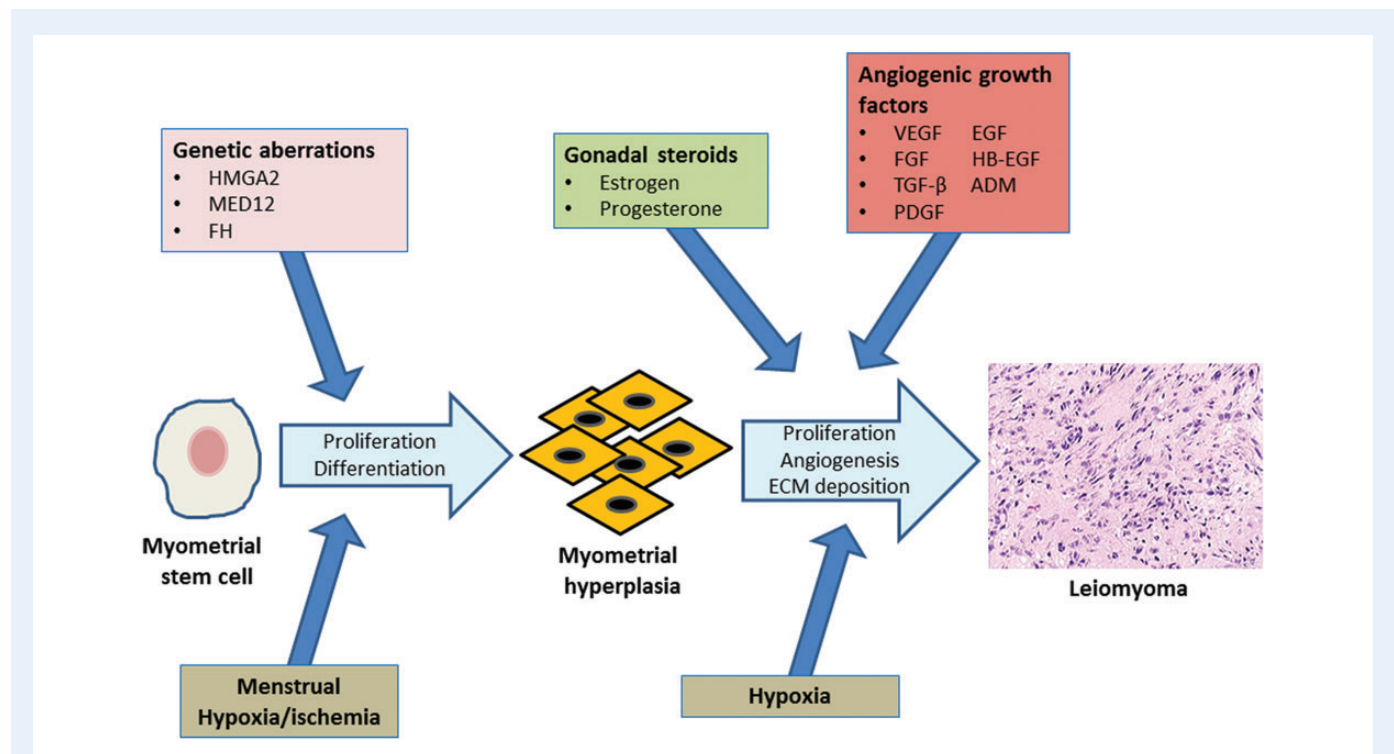 Angiogenic growth
factors
• VEGF EGF
• FGF HB-EGF
• TGF-β ADM
• PDGF
Genetic aberrations
• HMGA2
• MED12
• FH
Gonadal steroids
• Estrogen
• Progesterone
Proliferation
Differentiation
Proliferation
Angiogenesis
ECM deposition
Myometrial
stem cell
Myometrial
hyperplasia
Leiomyoma
Menstrual
Hypoxia/ischemia
Hypoxia